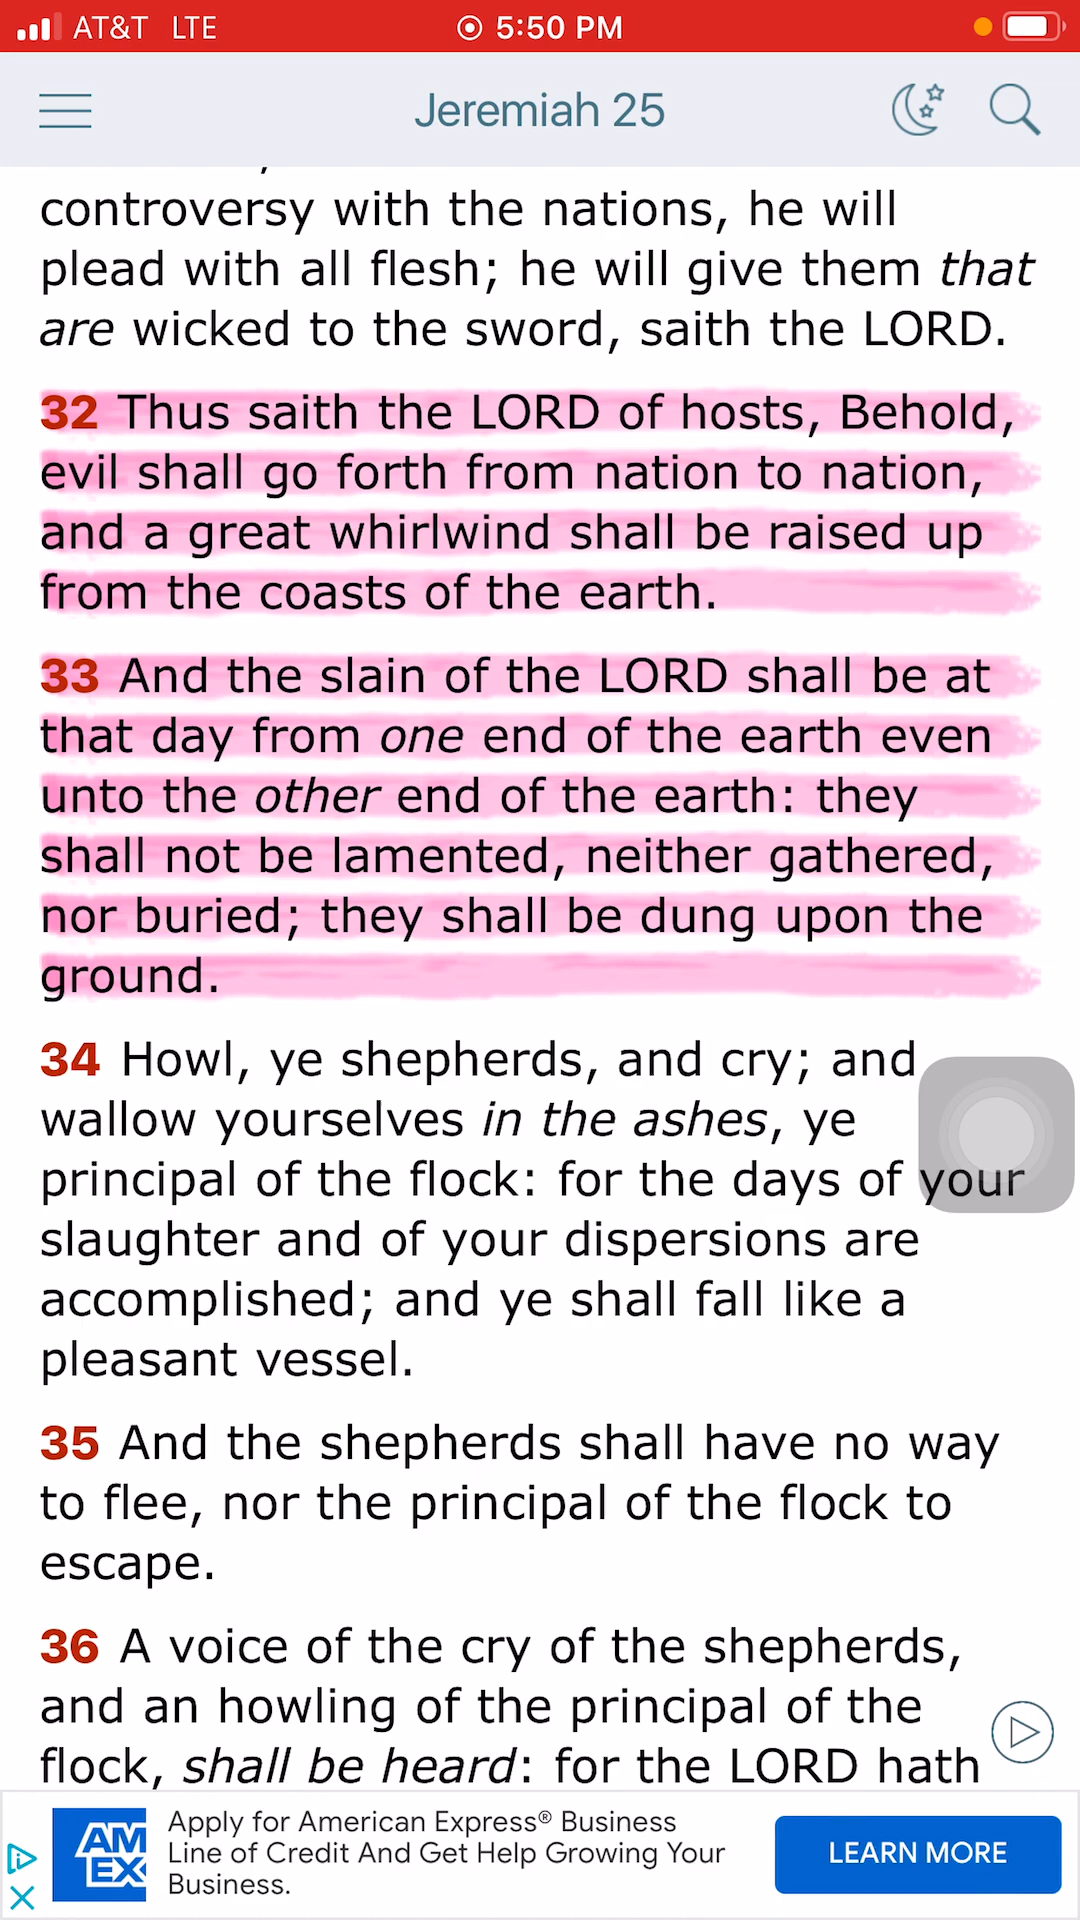 AT&T LTE 5:50 PM
Jeremiah 25
controversy with the nations, he will
plead with all flesh; he will give them that
are wicked to the sword, saith the LORD.
32 Thus saith the LORD of hosts, Behold,
evil shall go forth from nation to nation,
and a great whirlwind shall be raised up
from the coasts of the earth.
33 And the slain of the LORD shall be at
that day from one end of the earth even
unto the other end of the earth: they
shall not be lamented, neither gathered,
nor buried; they shall be dung upon the
ground.
34 Howl, ye shepherds, and cry; and
wallow yourselves in the ashes, ye
principal of the flock: for the days of your
slaughter and of your dispersions are
accomplished; and ye shall fall like a
pleasant vessel.
35 And the shepherds shall have no way
to flee, nor the principal of the flock to
escape.
36 A voice of the cry of the shepherds,
and an howling of the principal of the
flock, shall be heard: for the LORD hath
AM
EX
Apply for American Express® Business
Line of Credit And Get Help Growing Your
Business.
LEARN MORE